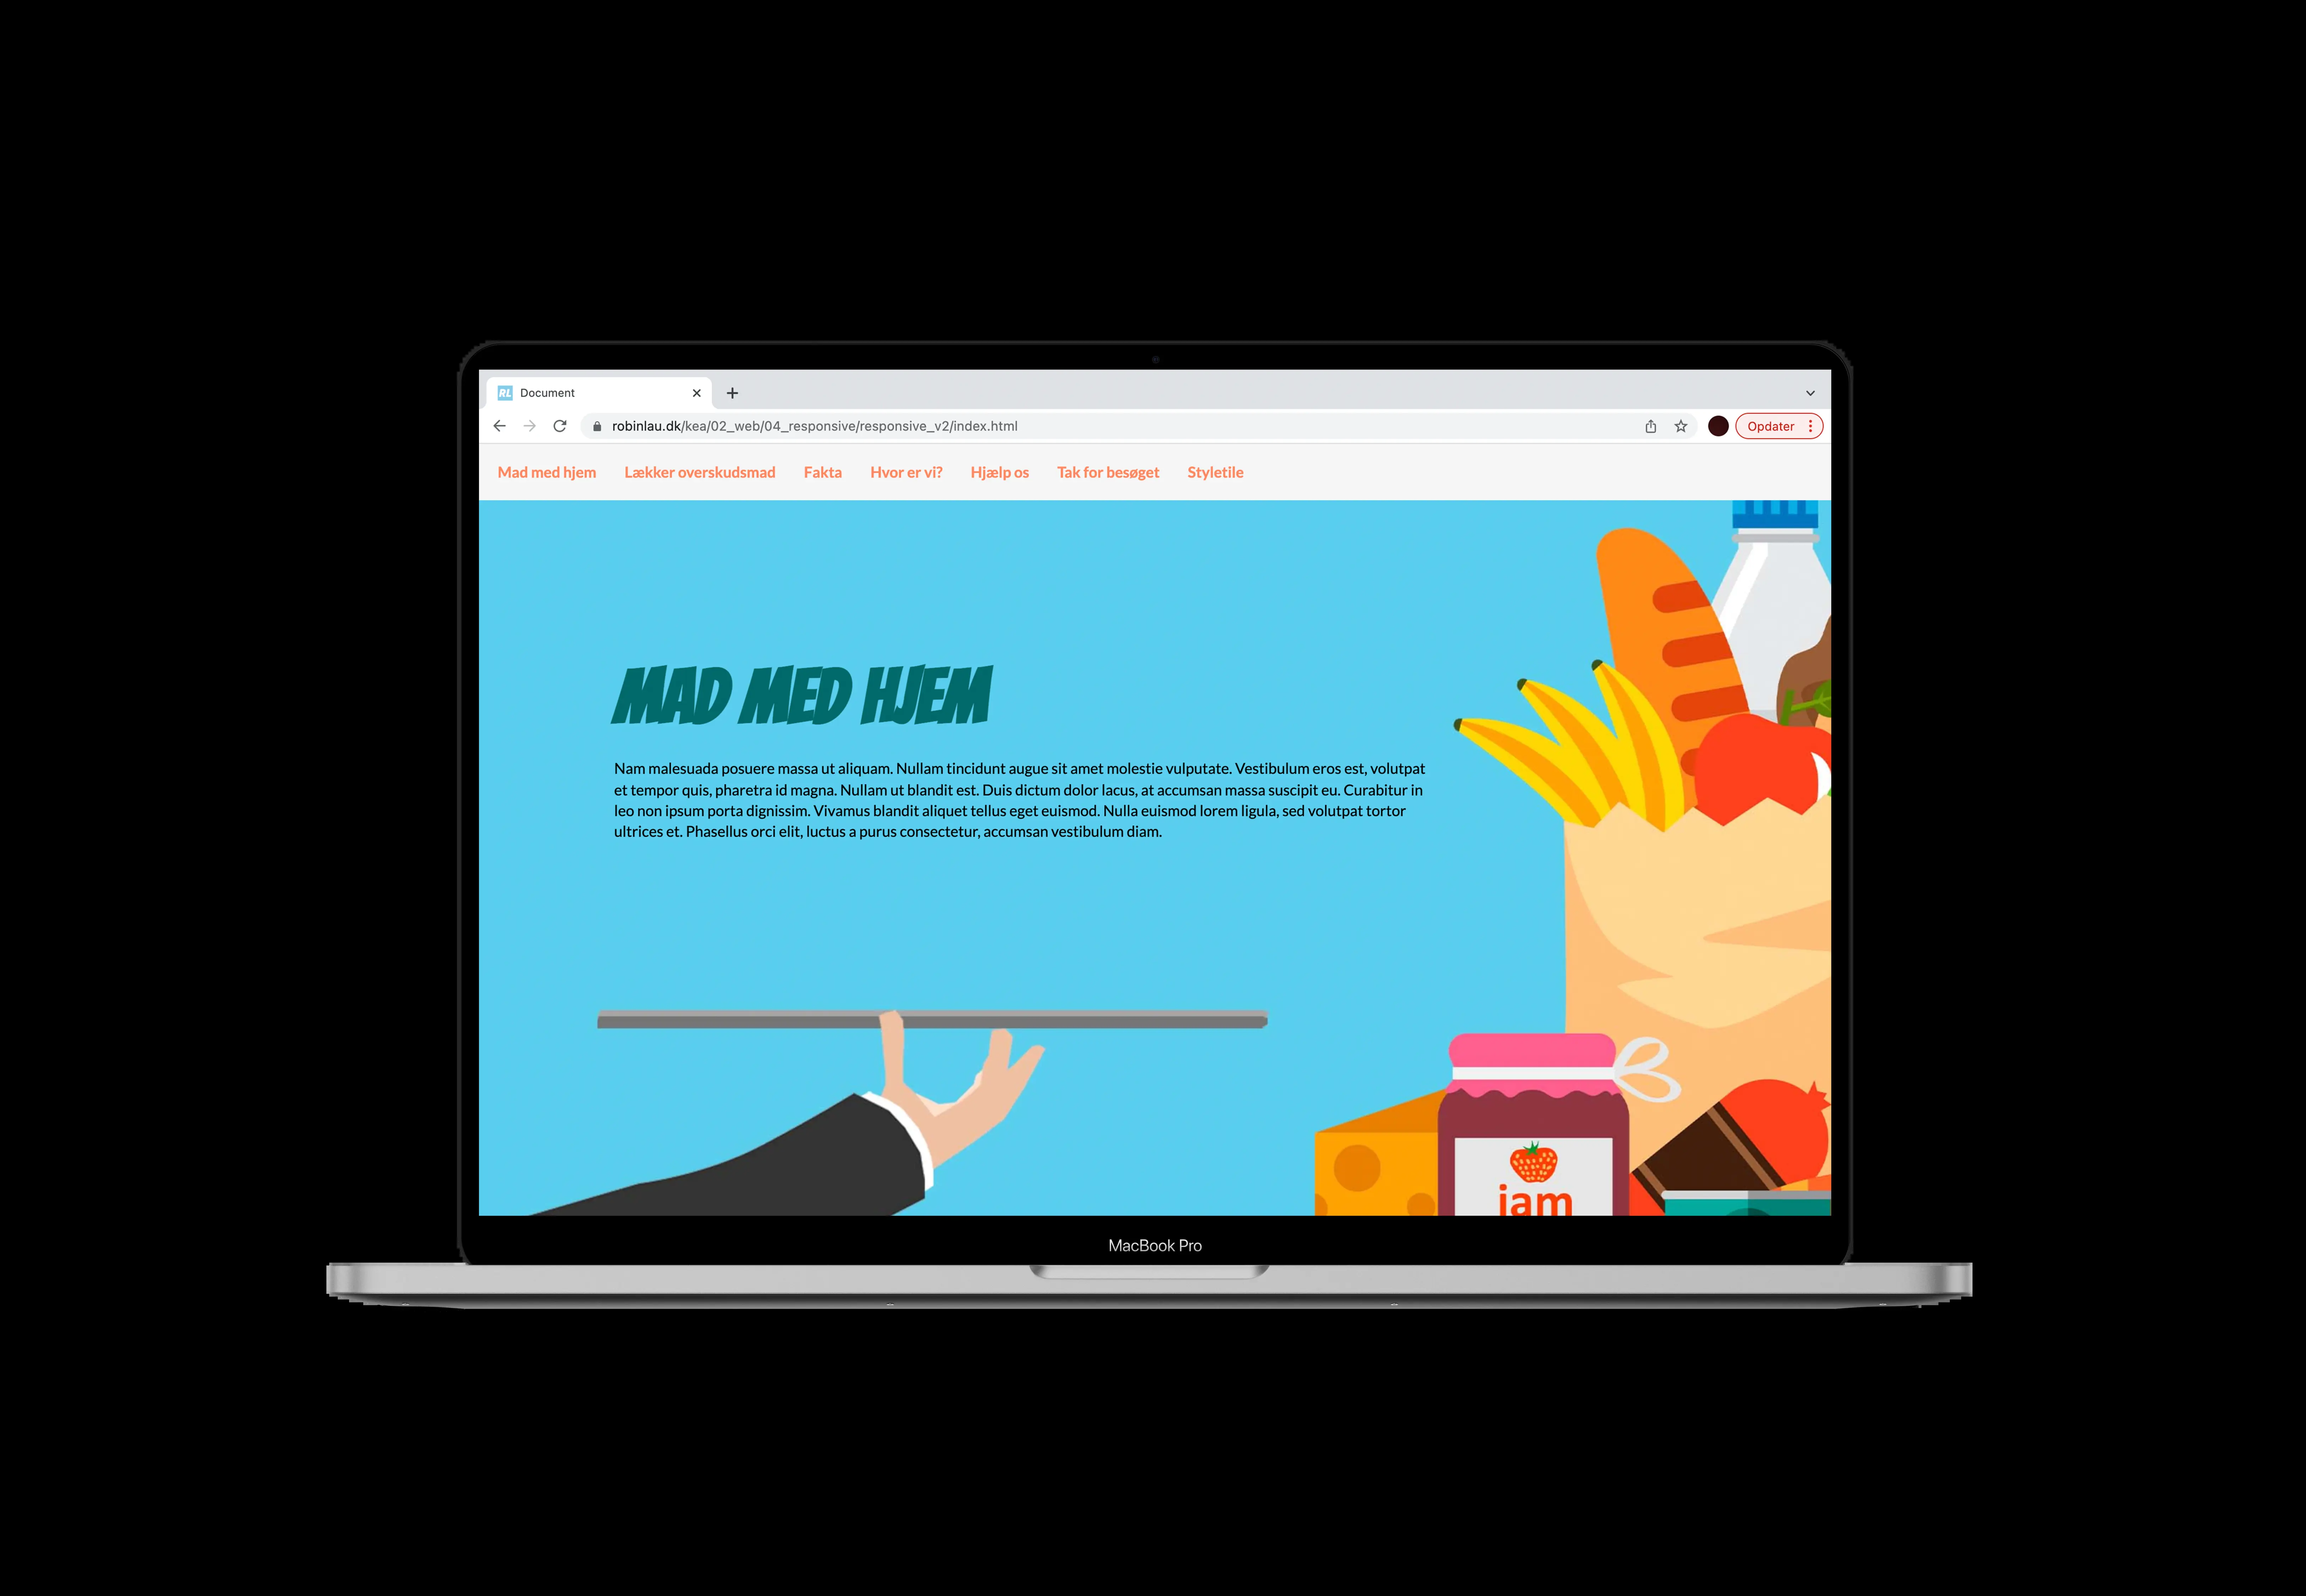 RL Document
robinlau.dk/kea/02_web/04_responsive/responsive_v2/index.html Opdater
Mad med hjem Lækker overskudsmad Fakta Hvor er vi? Hjælp os Tak for besøget Styletile
MAD MED HJEM
Nam malesuada posuere massa ut aliquam. Nullam tincidunt augue sit amet molestie vulputate. Vestibulum eros est, volutpat
et tempor quis, pharetra id magna. Nullam ut blandit est. Duis dictum dolor lacus, at accumsan massa suscipit eu. Curabitur in
leo non ipsum porta dignissim. Vivamus blandit aliquet tellus eget euismod. Nulla euismod lorem ligula, sed volutpat tortor
ultrices et. Phasellus orci elit, luctus a purus consectetur, accumsan vestibulum diam.
jam
MacBook Pro